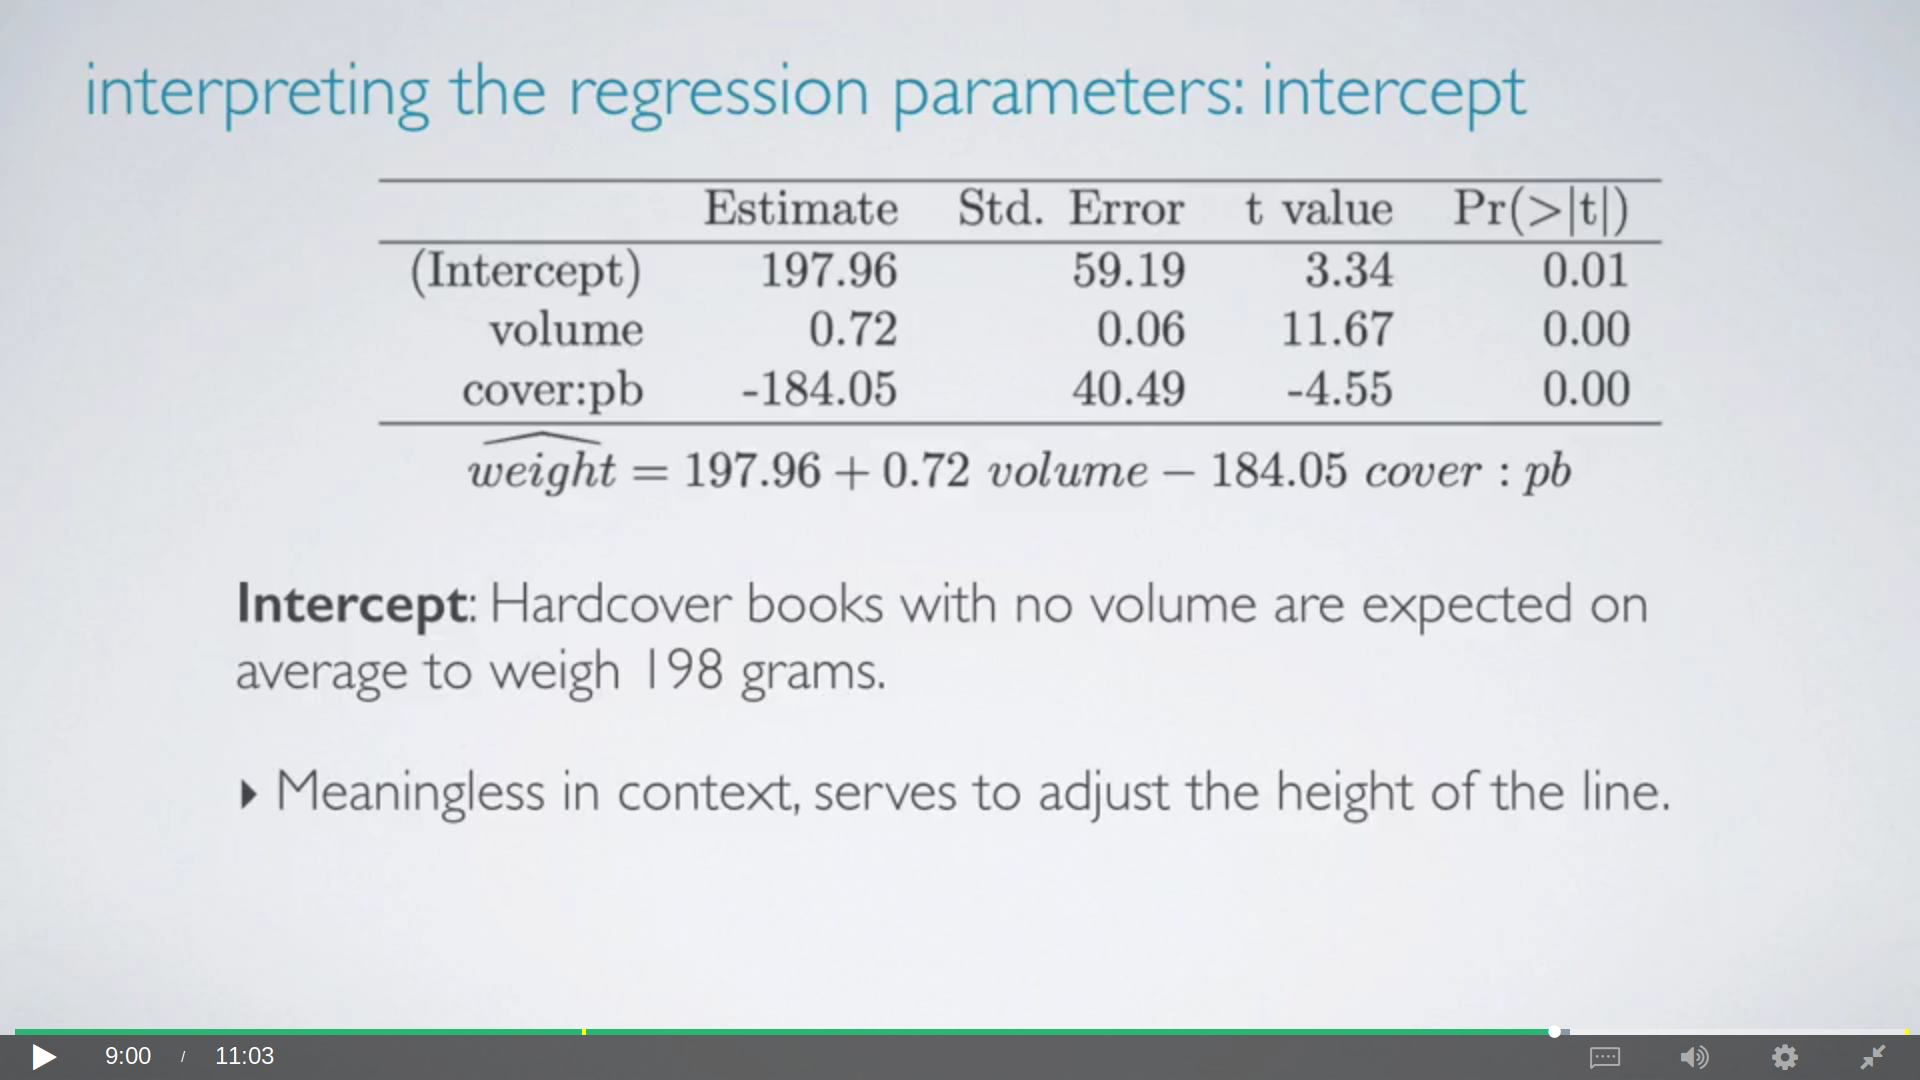 interpreting the regression parameters: intercept
Estimate Std. Error t value Pr(>|t|)
(Intercept) 197.96 59.19 3.34 0.01
volume 0.72 0.06 11.67 0.00
cover:pb -184.05 40.49 -4.55 0.00
weight = 197.96 + 0.72 volume − 184.05 cover : pb
Intercept: Hardcover books with no volume are expected on
average to weigh 198 grams.
‣ Meaningless in context, serves to adjust the height of the line.
9:00 / 11:03